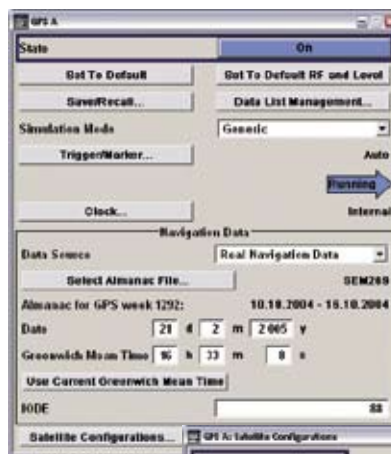 GPS A
State On
Set To Default Set To Default RF and Level
Save/Recall... Data List Management...
Simulation Mode Generic
Trigger/Marker... Auto
Running
Clock... Internal
Navigation Data
Data Source Real Navigation Data
Select Almanac File... SEM269
Almanac for GPS week 1292: 10.10.2004 - 16.10.2004
Date 21 d 2 m 2005 y
Greenwich Mean Time 16 h 33 m 0 s
Use Current Greenwich Mean Time
IODE
Satellite Configurations... GPS A: Satellite Configurations